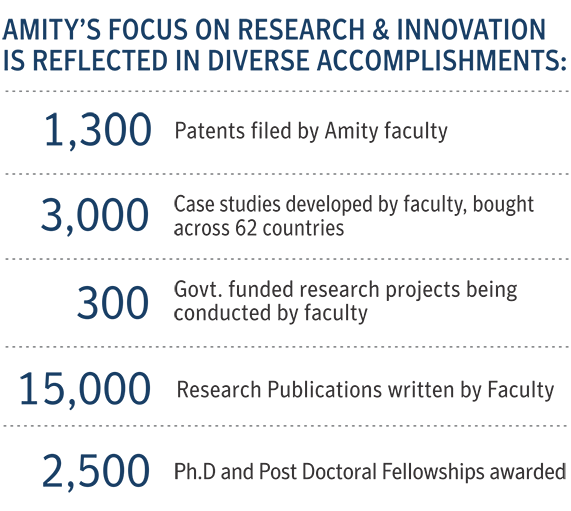 AMITY’S FOCUS ON RESEARCH & INNOVATION
IS REFLECTED IN DIVERSE ACCOMPLISHMENTS:
1,300 Patents filed by Amity faculty
3,000 Case studies developed by faculty, bought
across 62 countries
300 Govt. funded research projects being
conducted by faculty
15,000 Research Publications written by Faculty
2,500 Ph.D and Post Doctoral Fellowships awarded